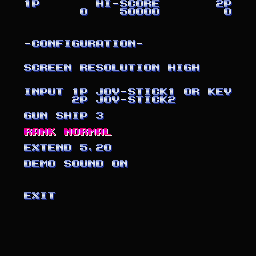 1P HI-SCORE 2P
0 50000 0
-CONFIGURATION-
SCREEN RESOLUTION HIGH
INPUT 1P JOY-STICK1 OR KEY
2P JOY-STICK2
GUN SHIP 3
RANK NORMAL
EXTEND 5.20
DEMO SOUND ON
EXIT